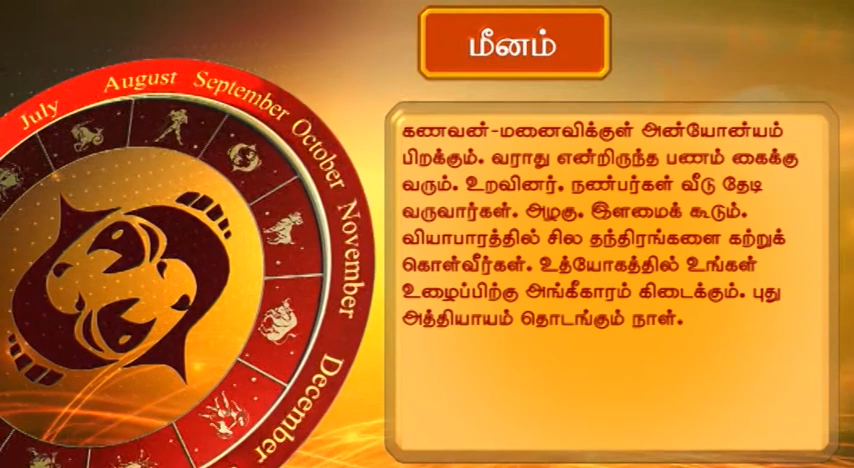 மீனம்
July
August
September
October
November
December
கணவன்-மனைவிக்குள் அன்யோன்யம்
பிறக்கும். வராது என்றிருந்த பணம் கைக்கு
வரும். உறவினர், நண்பர்கள் வீடு தேடி
வருவார்கள். அழகு, இளமைக் கூடும்.
வியாபாரத்தில் சில தந்திரங்களை கற்றுக்
கொள்வீர்கள். உத்யோகத்தில் உங்கள்
உழைப்பிற்கு அங்கீகாரம் கிடைக்கும். புது
அத்தியாயம் தொடங்கும் நாள்.